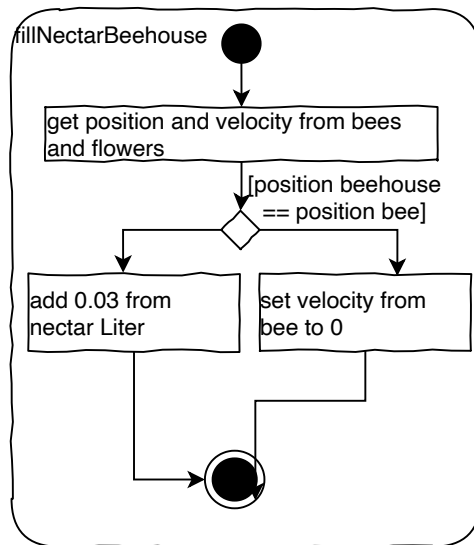 fillNectarBeehouse
get position and velocity from bees
and flowers
[position beehouse
== position bee]
add 0.03 from
nectar Liter
set velocity from
bee to 0